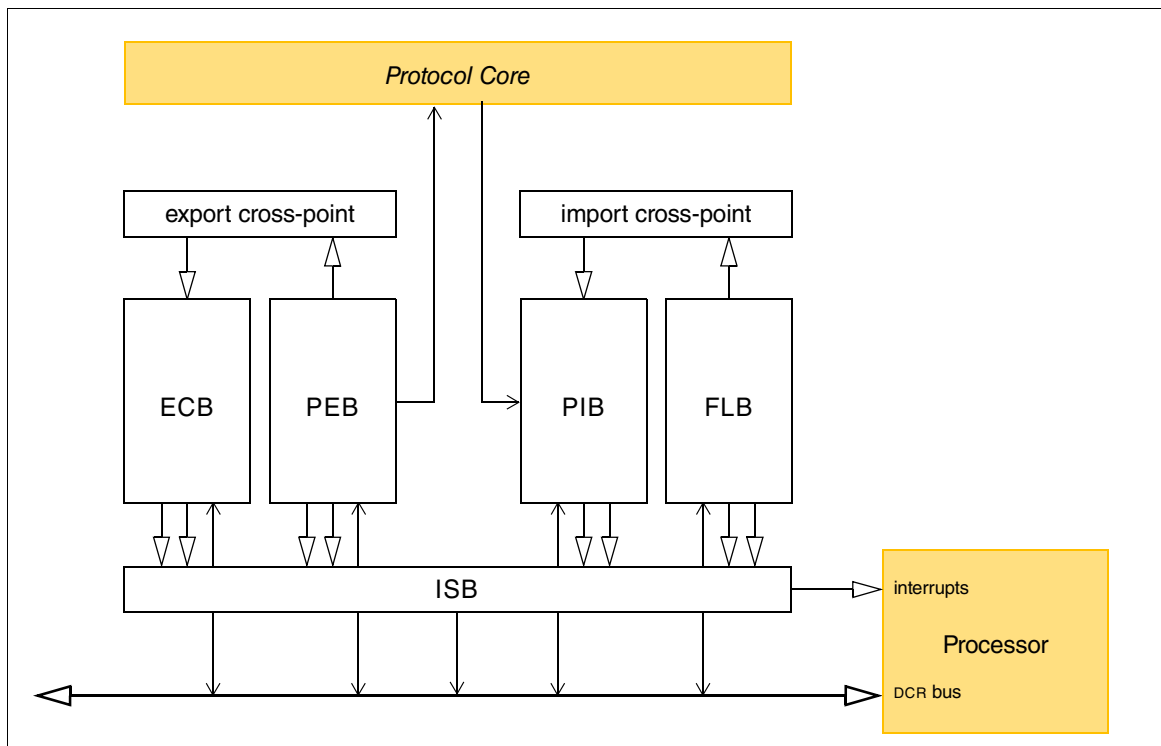 Protocol Core
export cross-point
import cross-point
ECB
PEB
PIB
FLB
ISB
interrupts
Processor
DCR bus